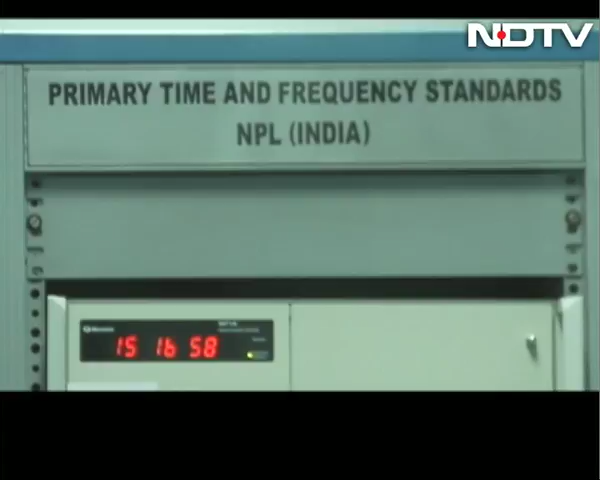 NDTV
PRIMARY TIME AND FREQUENCY STANDARDS
NPL (INDIA)
15 16 58